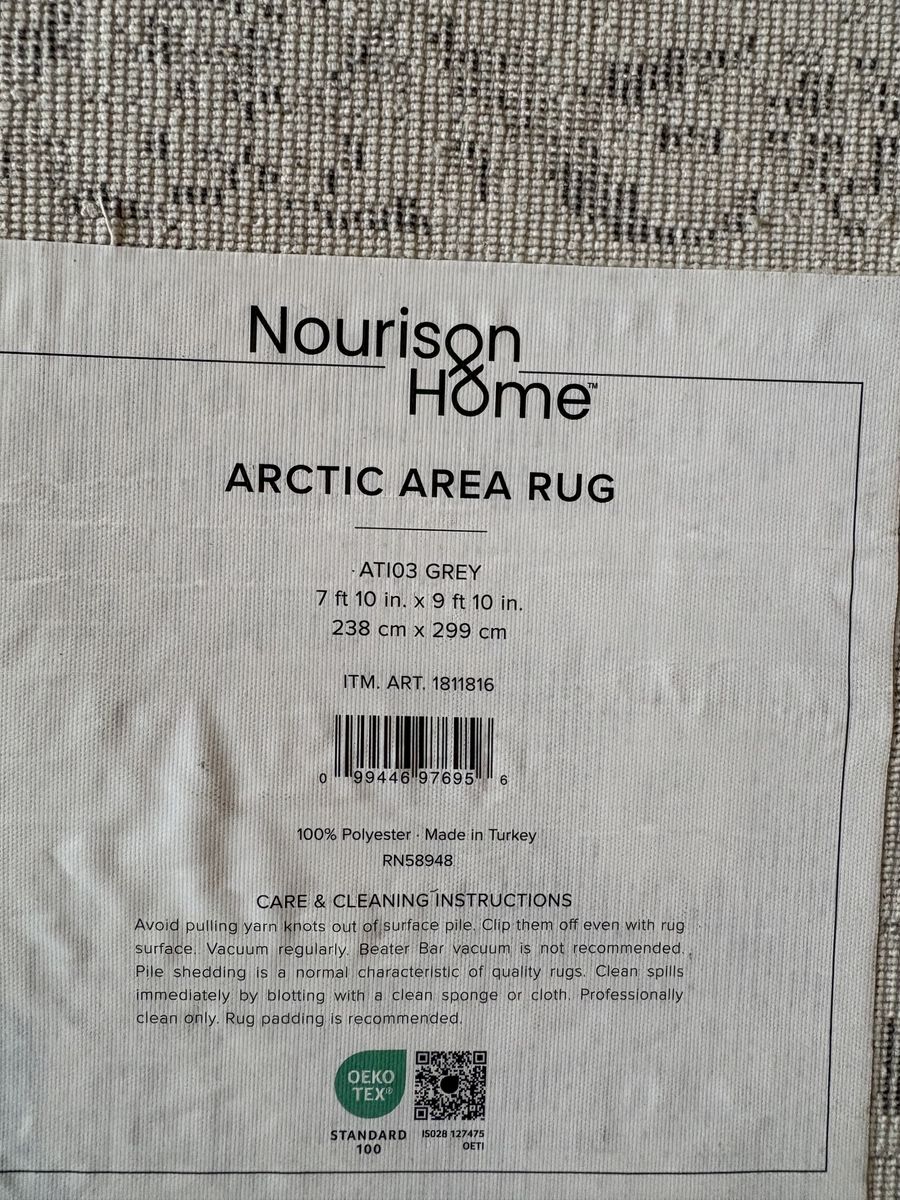 Nourison
Home™
ARCTIC AREA RUG
ATI03 GREY
7 ft 10 in. x 9 ft 10 in.
238 cm x 299 cm
ITM. ART. 1811816
0 99446 97695 6
100% Polyester · Made in Turkey
RN58948
CARE & CLEANING INSTRUCTIONS
Avoid pulling yarn knots out of surface pile. Clip them off even with rug
surface. Vacuum regularly. Beater Bar vacuum is not recommended.
Pile shedding is a normal characteristic of quality rugs. Clean spills
immediately by blotting with a clean sponge or cloth. Professionally
clean only. Rug padding is recommended.
OEKO
TEX®
STANDARD
100
IS028 127475
OETI